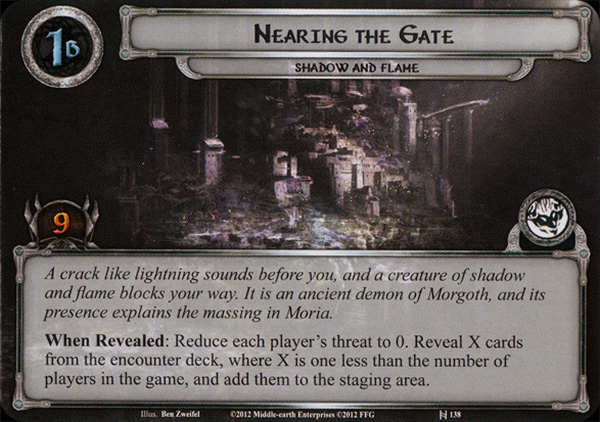 1B
NEARING THE GATE
SHADOW AND FLAME
9
A crack like lightning sounds before you, and a creature of shadow
and flame blocks your way. It is an ancient demon of Morgoth, and its
presence explains the massing in Moria.
When Revealed: Reduce each player's threat to 0. Reveal X cards
from the encounter deck, where X is one less than the number of
players in the game, and add them to the staging area.
Illus. Ben Zweifel ©2012 Middle-earth Enterprises ©2012 FFG 138